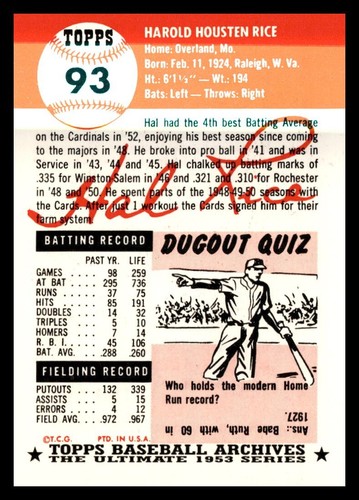 TOPPS
93
HAROLD HOUSTEN RICE
Home: Overland, Mo.
Born: Feb. 11, 1924, Raleigh, W. Va.
Ht.: 6'1½" — Wt.: 194
Bats: Left — Throws: Right
Hal had the 4th best Batting Average
on the Cardinals in '52, enjoying his best season since coming
to the majors in '48. He broke into pro ball in '41 and was in
Service in '43, '44 and '45. Hal chalked up batting marks of
.335 for Winston Salem in '46 and .321 and .310 for Rochester
in '48 and '50. He spent parts of the 1948-49-50 seasons with
the Cards. After just 1 workout the Cards signed him for their
farm system.
Hal Rice
BATTING RECORD
PAST YR. LIFE
GAMES . . . . 98 259
AT BAT . . . . 295 736
RUNS . . . . . 37 75
HITS . . . . . 85 191
DOUBLES . . . 14 32
TRIPLES . . . . 5 10
HOMERS . . . . 7 14
R. B. I. . . . . 45 106
BAT. AVG. . . .288 .260
FIELDING RECORD
PUTOUTS . . . 132 339
ASSISTS . . . . 5 15
ERRORS . . . . 4 12
FIELD AVG. . . .972 .967
DUGOUT QUIZ
Who holds the modern Home
Run record?
Ans.: Babe Ruth, with 60 in
1927.
©T.C.G. PTD. IN U.S.A.
★ TOPPS BASEBALL ARCHIVES ★
THE ULTIMATE 1953 SERIES